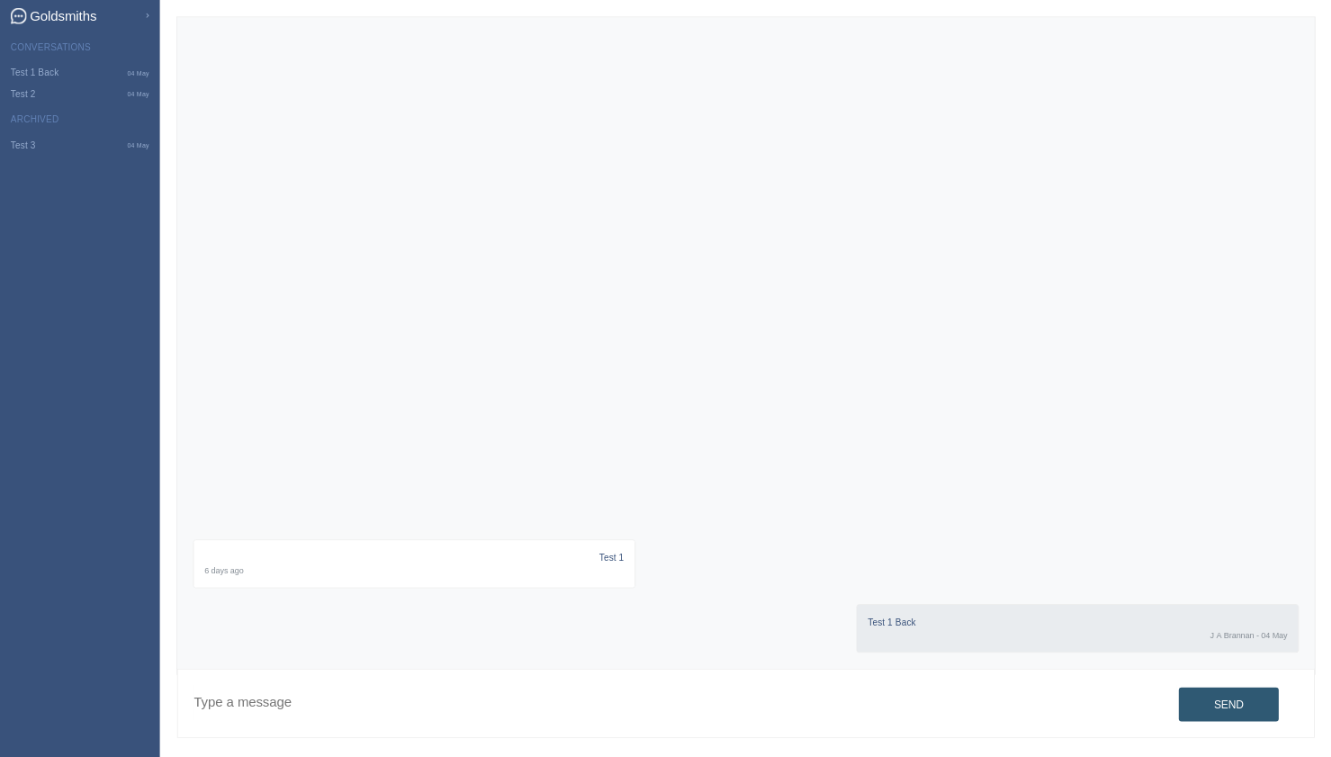 Goldsmiths ›
CONVERSATIONS
Test 1 Back 04 May
Test 2 04 May
ARCHIVED
Test 3 04 May
Test 1
6 days ago
Test 1 Back
J A Brannan - 04 May
Type a message
SEND